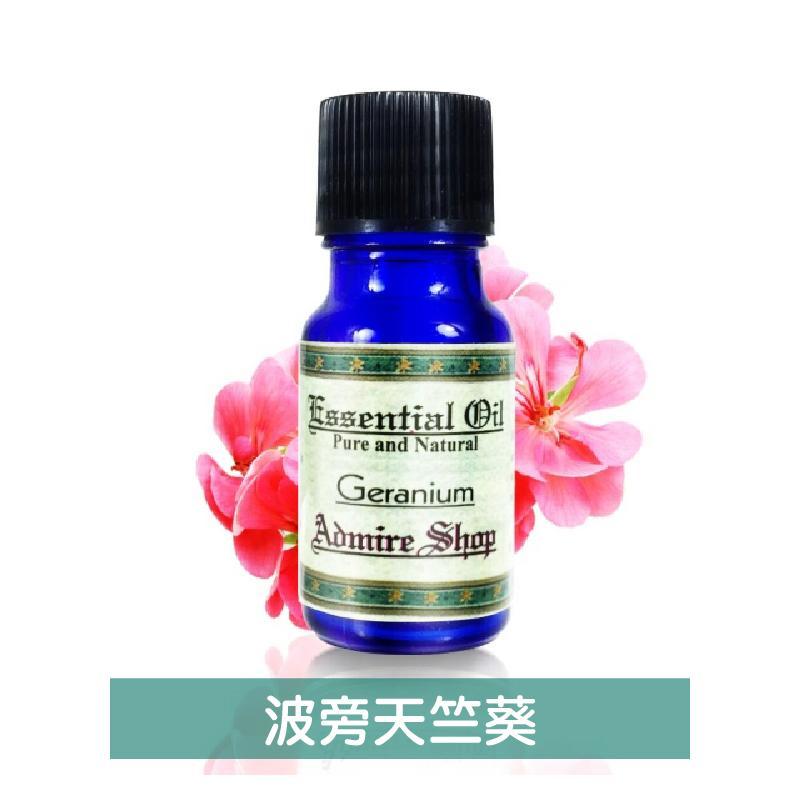 Essential Oil
Pure and Natural
Geranium
Admire Shop
波旁天竺葵